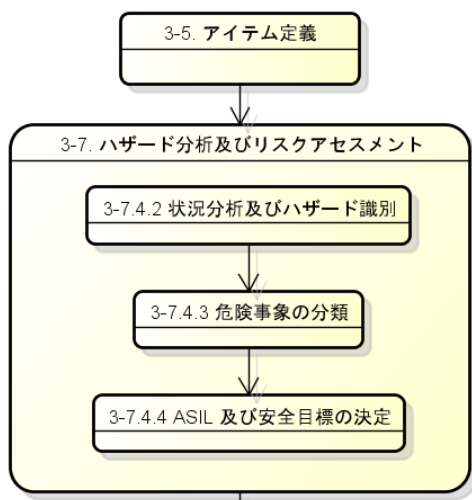 3-5. アイテム定義
3-7. ハザード分析及びリスクアセスメント
3-7.4.2 状況分析及びハザード識別
3-7.4.3 危険事象の分類
3-7.4.4 ASIL 及び安全目標の決定